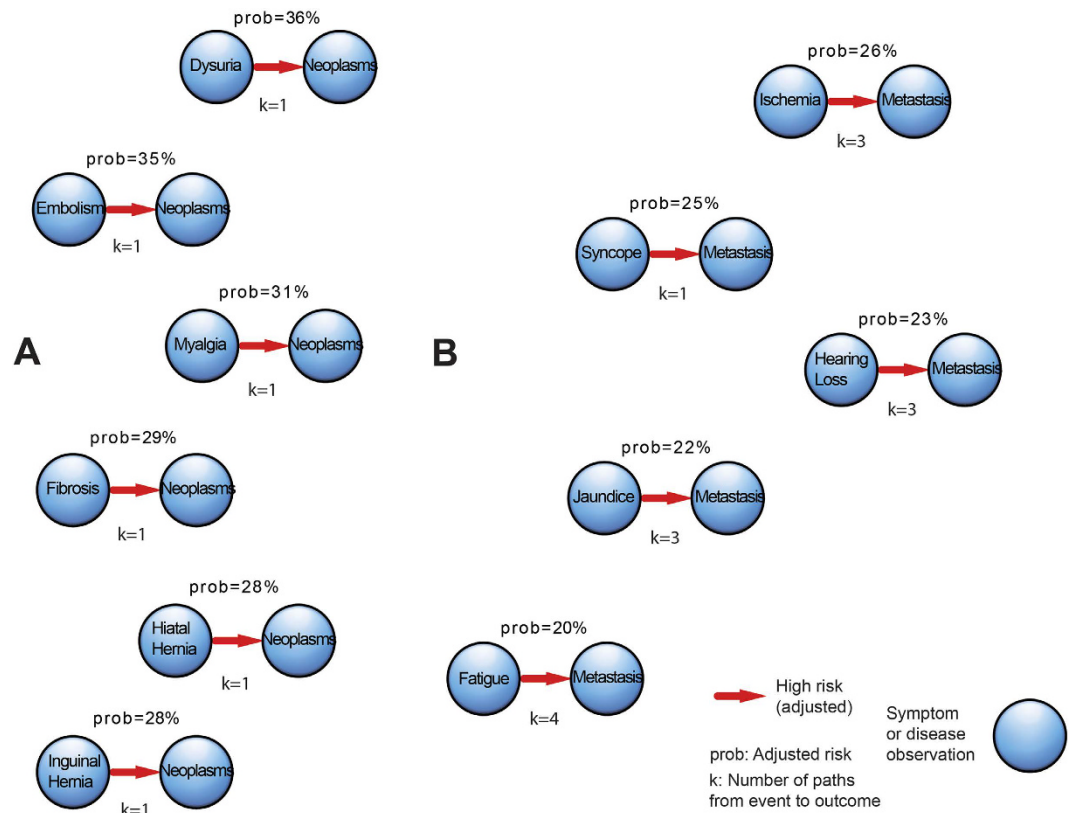 prob=36%
Dysuria
Neoplasms
k=1
prob=35%
Embolism
Neoplasms
k=1
prob=31%
Myalgia
Neoplasms
k=1
A
prob=29%
Fibrosis
Neoplasms
k=1
prob=28%
Hiatal
Hernia
Neoplasms
k=1
prob=28%
Inguinal
Hernia
Neoplasms
k=1
prob=26%
Ischemia
Metastasis
k=3
prob=25%
Syncope
Metastasis
k=1
B
prob=23%
Hearing
Loss
Metastasis
k=3
prob=22%
Jaundice
Metastasis
k=3
prob=20%
Fatigue
Metastasis
k=4
High risk
(adjusted)
prob: Adjusted risk
k: Number of paths
from event to outcome
Symptom
or disease
observation